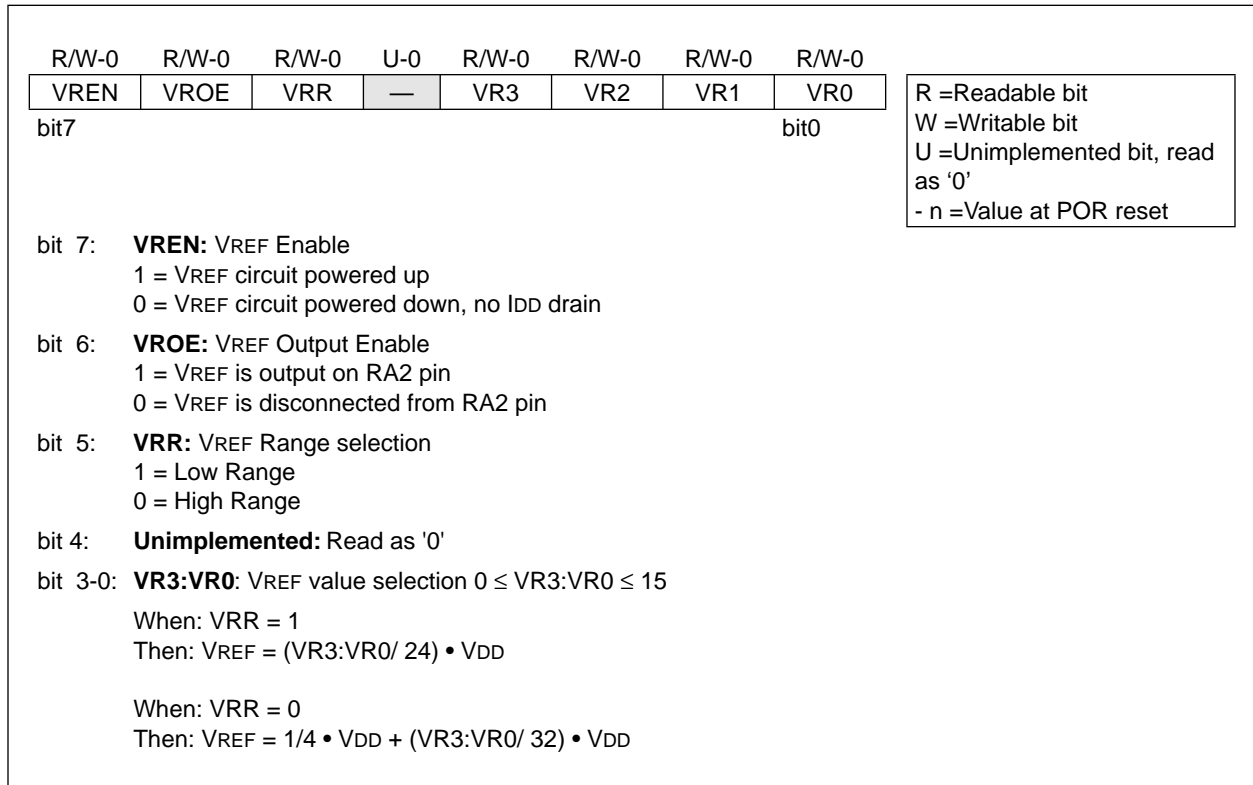 R/W-0 R/W-0 R/W-0 U-0 R/W-0 R/W-0 R/W-0 R/W-0
VREN VROE VRR — VR3 VR2 VR1 VR0
bit7 bit0
R =Readable bit
W =Writable bit
U =Unimplemented bit, read
as ‘0’
- n =Value at POR reset
bit 7: VREN: VREF Enable
1 = VREF circuit powered up
0 = VREF circuit powered down, no IDD drain
bit 6: VROE: VREF Output Enable
1 = VREF is output on RA2 pin
0 = VREF is disconnected from RA2 pin
bit 5: VRR: VREF Range selection
1 = Low Range
0 = High Range
bit 4: Unimplemented: Read as '0'
bit 3-0: VR3:VR0: VREF value selection 0 ≤ VR3:VR0 ≤ 15
When: VRR = 1
Then: VREF = (VR3:VR0/ 24) • VDD
When: VRR = 0
Then: VREF = 1/4 • VDD + (VR3:VR0/ 32) • VDD